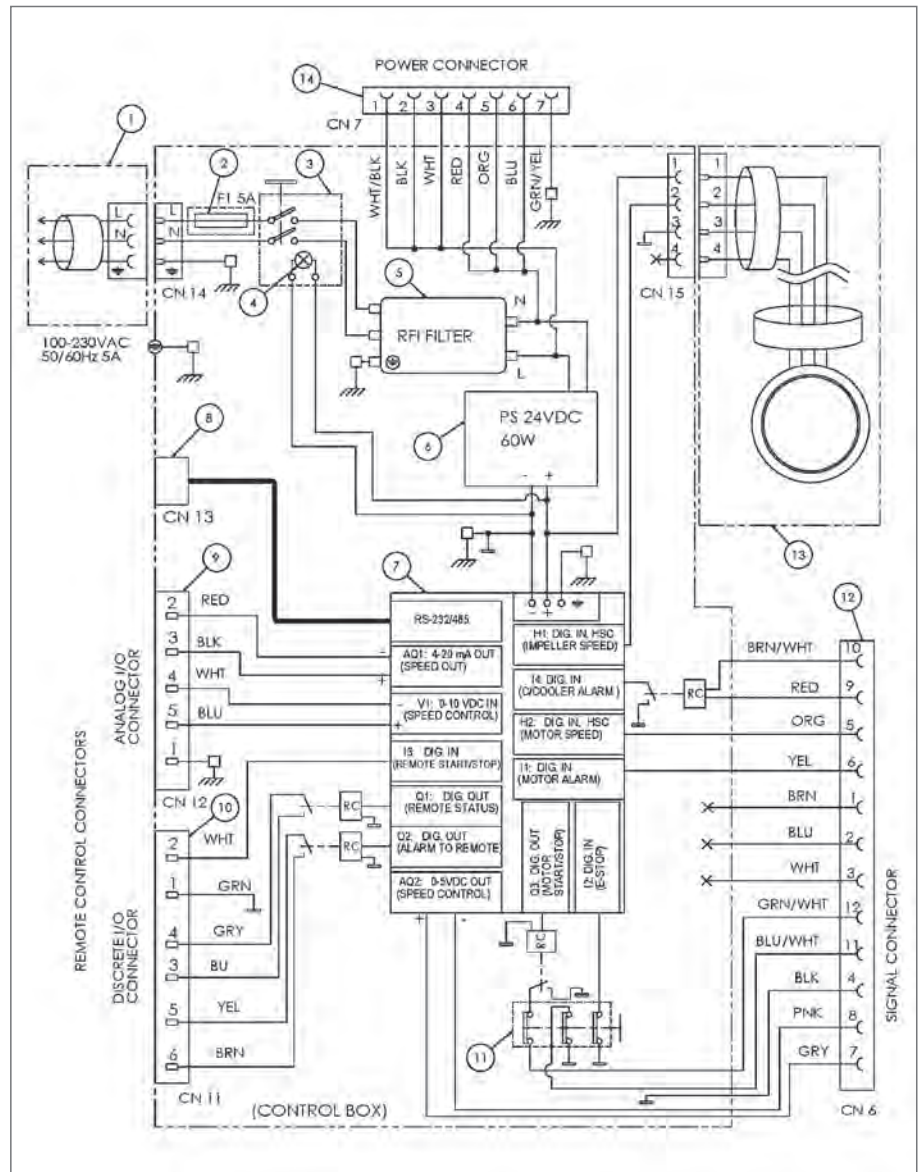 POWER CONNECTOR
14
1 2 3 4 5 6 7
CN 7
WHT/BLK
BLK
WHT
RED
ORG
BLU
GRN/YEL
1
2
3
F1 5A
L
N
L
N
CN 14
4
5
RFI FILTER
N
L
100-230VAC
50/60Hz 5A
PS 24VDC
60W
- +
6
1
2
3
4
1
2
3
4
CN 15
13
8
CN 13
9
REMOTE CONTROL CONNECTORS
ANALOG I/O
CONNECTOR
2 RED
3 BLK
4 WHT
5 BLU
1
CN 12
10
DISCRETE I/O
CONNECTOR
2 WHT
1 GRN
4 GRY
3 BU
5 YEL
6 BRN
CN 11
(CONTROL BOX)
RC
RC
7
RS-232/485
- AQ1: 4-20 mA OUT
+ (SPEED OUT)
- V1: 0-10 VDC IN
+ (SPEED CONTROL)
I3: DIG. IN
(REMOTE START/STOP)
Q1: DIG. OUT
(REMOTE STATUS)
Q2: DIG. OUT
(ALARM TO REMOTE
AQ2: 0-5VDC OUT
(SPEED CONTROL)
+ -
- +
H1: DIG. IN, HSC
(IMPELLER SPEED)
I4: DIG. IN
(C/COOLER ALARM )
H2: DIG. IN, HSC
(MOTOR SPEED)
I1: DIG. IN
(MOTOR ALARM)
Q3: DIG. OUT
(MOTOR
START/STOP)
I2: DIG. IN
(E-STOP)
RC
RC
11
12
BRN/WHT 10
RED 9
ORG 5
YEL 6
BRN 1
BLU 2
WHT 3
GRN/WHT 12
BLU/WHT 11
BLK 4
PNK 8
GRY 7
SIGNAL CONNECTOR
CN 6